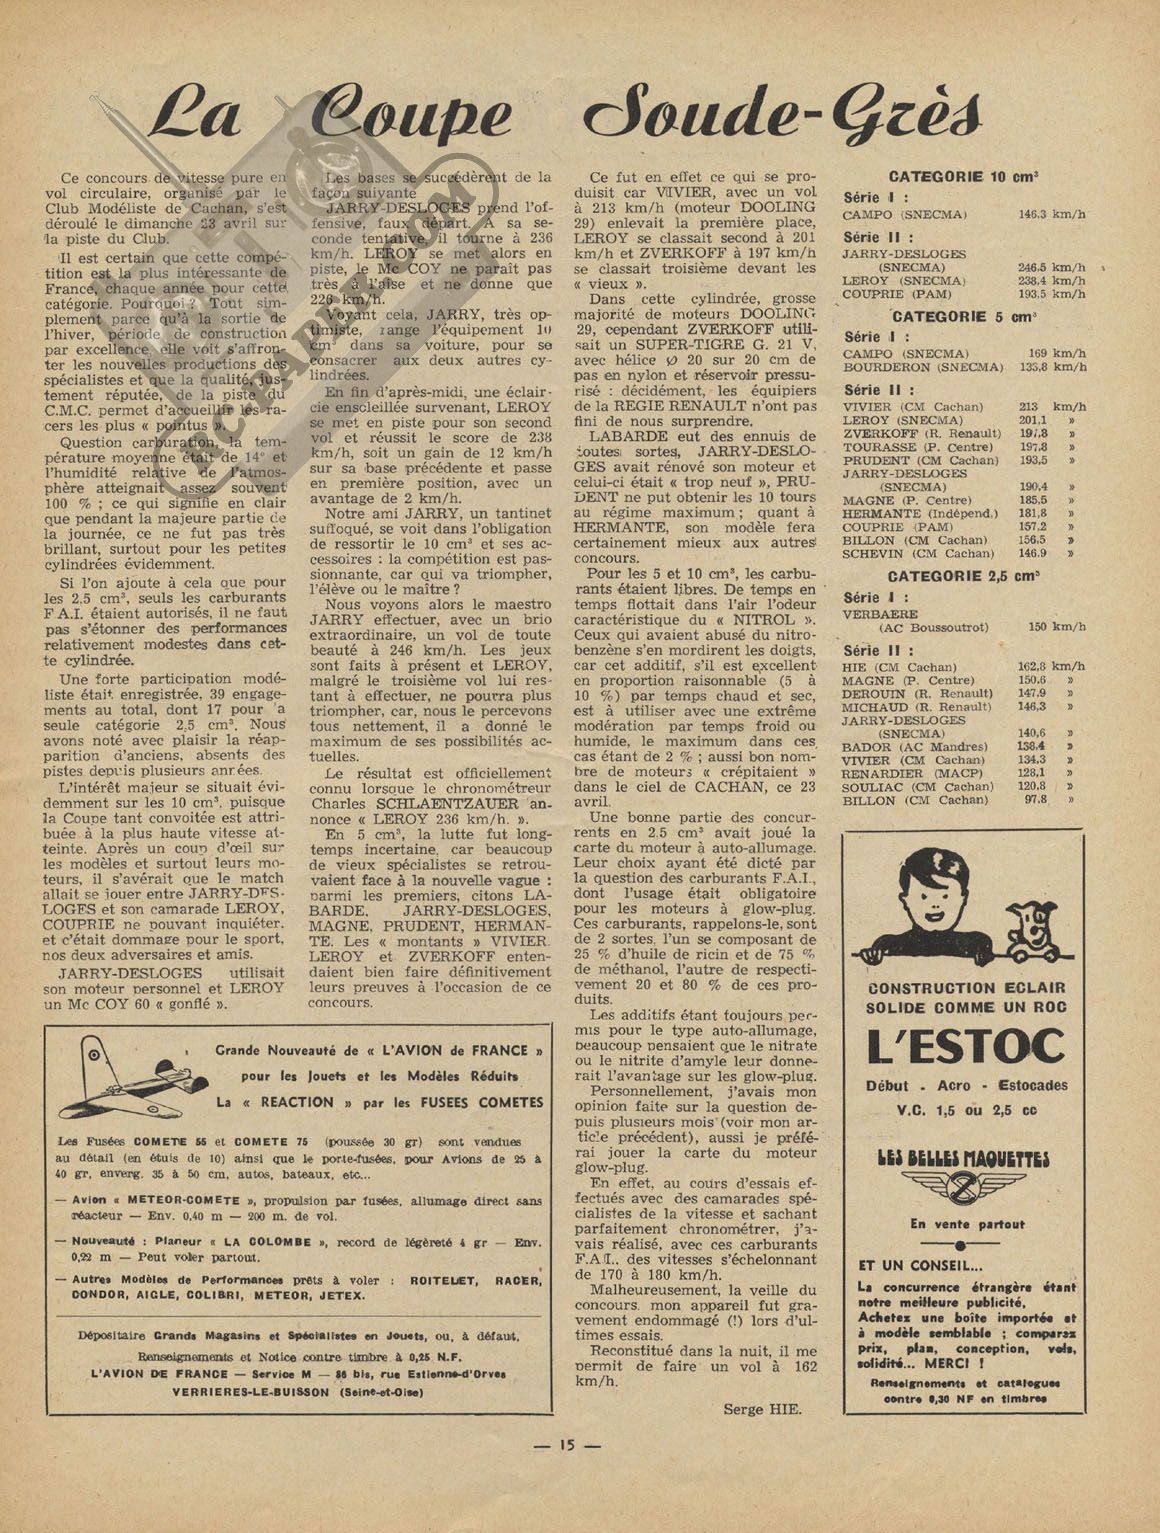 La Coupe Soude-Grès
Ce concours de vitesse pure en
vol circulaire, organisé par le
Club Modéliste de Cachan, s'est
déroulé le dimanche 23 avril sur
la piste du Club.
Il est certain que cette compé-
tition est la plus intéressante de
France, chaque année pour cette
catégorie. Pourquoi ? Tout sim-
plement parce qu'à la sortie de
l'hiver, période de construction
par excellence, elle voit s'affron-
ter les nouvelles productions des
spécialistes et que la qualité, jus-
tement réputée, de la piste du
C.M.C. permet d'accueillir les ra-
cers les plus « pointus ».
Question carburation, la tem-
pérature moyenne était de 14° et
l'humidité relative de l'atmos-
phère atteignait assez souvent
100 % ; ce qui signifie en clair
que pendant la majeure partie de
la journée, ce ne fut pas très
brillant, surtout pour les petites
cylindrées évidemment.
Si l'on ajoute à cela que pour
les 2.5 cm³, seuls les carburants
F A.I. étaient autorisés, il ne faut
pas s'étonner des performances
relativement modestes dans cet-
te cylindrée.
Une forte participation modé-
liste était enregistrée, 39 engage-
ments au total, dont 17 pour 'a
seule catégorie 2,5 cm³. Nous
avons noté avec plaisir la réap-
parition d'anciens, absents des
pistes depuis plusieurs années.
L'intérêt majeur se situait évi-
demment sur les 10 cm³, puisque
la Coupe tant convoitée est attri-
buée à la plus haute vitesse at-
teinte. Après un coup d'œil sur
les modèles et surtout leurs mo-
teurs, il s'avérait que le match
allait se jouer entre JARRY-DES-
LOGES et son camarade LEROY,
COUPRIE ne pouvant inquiéter,
et c'était dommage pour le sport,
nos deux adversaires et amis.
JARRY-DESLOGES utilisait
son moteur personnel et LEROY
un Mc COY 60 « gonflé ».
Les bases se succédèrent de la
façon suivante
JARRY-DESLOGES prend l'of-
fensive, faux départ. A sa se-
conde tentative, il tourne à 236
km/h. LEROY se met alors en
piste, le Mc COY ne paraît pas
très à l'aise et ne donne que
226 km/h.
Voyant cela, JARRY, très op-
timiste, range l'équipement 10
cm³ dans sa voiture, pour se
consacrer aux deux autres cy-
lindrées.
En fin d'après-midi, une éclair-
cie ensoleillée survenant, LEROY
se met en piste pour son second
vol et réussit le score de 238
km/h, soit un gain de 12 km/h
sur sa base précédente et passe
en première position, avec un
avantage de 2 km/h.
Notre ami JARRY, un tantinet
suffoqué, se voit dans l'obligation
de ressortir le 10 cm³ et ses ac-
cessoires : la compétition est pas-
sionnante, car qui va triompher,
l'élève ou le maître ?
Nous voyons alors le maestro
JARRY effectuer, avec un brio
extraordinaire, un vol de toute
beauté à 246 km/h. Les jeux
sont faits à présent et LEROY,
malgré le troisième vol lui res-
tant à effectuer, ne pourra plus
triompher, car, nous le percevons
tous nettement, il a donné le
maximum de ses possibilités ac-
tuelles.
Le résultat est officiellement
connu lorsque le chronométreur
Charles SCHLAENTZAUER an-
nonce « LEROY 236 km/h. ».
En 5 cm³, la lutte fut long-
temps incertaine, car beaucoup
de vieux spécialistes se retrou-
vaient face à la nouvelle vague :
parmi les premiers, citons LA-
BARDE, JARRY-DESLOGES,
MAGNE, PRUDENT, HERMAN-
TE. Les « montants » VIVIER.
LEROY et ZVERKOFF enten-
daient bien faire définitivement
leurs preuves à l'occasion de ce
concours.
Ce fut en effet ce qui se pro-
duisit car VIVIER, avec un vol
à 213 km/h (moteur DOOLING
29) enlevait la première place,
LEROY se classait second à 201
km/h et ZVERKOFF à 197 km/h
se classait troisième devant les
« vieux ».
Dans cette cylindrée, grosse
majorité de moteurs DOOLING
29, cependant ZVERKOFF utili-
sait un SUPER-TIGRE G. 21 V,
avec hélice Ø 20 sur 20 cm de
pas en nylon et réservoir pressu-
risé : décidément, les équipiers
de la REGIE RENAULT n'ont pas
fini de nous surprendre.
LABARDE eut des ennuis de
toutes sortes, JARRY-DESLO-
GES avait rénové son moteur et
celui-ci était « trop neuf », PRU-
DENT ne put obtenir les 10 tours
au régime maximum ; quant à
HERMANTE, son modèle fera
certainement mieux aux autres
concours.
Pour les 5 et 10 cm³, les carbu-
rants étaient libres. De temps en
temps flottait dans l'air l'odeur
caractéristique du « NITROL ».
Ceux qui avaient abusé du nitro-
benzène s'en mordirent les doigts,
car cet additif, s'il est excellent
en proportion raisonnable (5 à
10 %) par temps chaud et sec,
est à utiliser avec une extrême
modération par temps froid ou
humide, le maximum dans ces
cas étant de 2 % ; aussi bon nom-
bre de moteurs « crépitaient »
dans le ciel de CACHAN, ce 23
avril.
Une bonne partie des concur-
rents en 2.5 cm³ avait joué la
carte du moteur à auto-allumage.
Leur choix ayant été dicté par
la question des carburants F.A.I.,
dont l'usage était obligatoire
pour les moteurs à glow-plug.
Ces carburants, rappelons-le, sont
de 2 sortes, l'un se composant de
25 % d'huile de ricin et de 75 %
de méthanol, l'autre de respecti-
vement 20 et 80 % de ces pro-
duits.
Les additifs étant toujours per-
mis pour le type auto-allumage,
beaucoup pensaient que le nitrate
ou le nitrite d'amyle leur donne-
rait l'avantage sur les glow-plug.
Personnellement, j'avais mon
opinion faite sur la question de-
puis plusieurs mois (voir mon ar-
ticle précédent), aussi je préfé-
rai jouer la carte du moteur
glow-plug.
En effet, au cours d'essais ef-
fectués avec des camarades spé-
cialistes de la vitesse et sachant
parfaitement chronométrer, j'a-
vais réalisé, avec ces carburants
F.A.I., des vitesses s'échelonnant
de 170 à 180 km/h.
Malheureusement, la veille du
concours, mon appareil fut gra-
vement endommagé (!) lors d'ul-
times essais.
Reconstitué dans la nuit, il me
permit de faire un vol à 162
km/h.
Serge HIE.
CATEGORIE 10 cm³
Série I :
CAMPO (SNECMA) 146.3 km/h
Série II :
JARRY-DESLOGES
(SNECMA) 246.5 km/h
LEROY (SNECMA) 238.4 km/h
COUPRIE (PAM) 193,5 km/h
CATEGORIE 5 cm³
Série I :
CAMPO (SNECMA) 169 km/h
BOURDERON (SNECMA) 133,8 km/h
Série II :
VIVIER (CM Cachan) 213 km/h
LEROY (SNECMA) 201,1 »
ZVERKOFF (R. Renault) 197,8 »
TOURASSE (P. Centre) 197,8 »
PRUDENT (CM Cachan) 193,5 »
JARRY-DESLOGES
(SNECMA) 190,4 »
MAGNE (P. Centre) 185,5 »
HERMANTE (Indépend.) 181,8 »
COUPRIE (PAM) 157,2 »
BILLON (CM Cachan) 156,5 »
SCHEVIN (CM Cachan) 146.9 »
CATEGORIE 2,5 cm³
Série I :
VERBAERE
(AC Boussoutrot) 150 km/h
Série II :
HIE (CM Cachan) 162,8 km/h
MAGNE (P. Centre) 150.6 »
DEROUIN (R. Renault) 147.9 »
MICHAUD (R. Renault) 146,3 »
JARRY-DESLOGES
(SNECMA) 140,6 »
BADOR (AC Mandres) 138,4 »
VIVIER (CM Cachan) 134,3 »
RENARDIER (MACP) 128,1 »
SOULIAC (CM Cachan) 120,8 »
BILLON (CM Cachan) 97,8 »
Grande Nouveauté de « L'AVION de FRANCE »
pour les Jouets et les Modèles Réduits
La « REACTION » par les FUSEES COMETES
Les Fusées COMETE 55 et COMETE 75 (poussée 30 gr) sont vendues
au détail (en étuis de 10) ainsi que le porte-fusées, pour Avions de 25 à
40 gr, enverg. 35 à 50 cm, autos, bateaux, etc...
— Avion « METEOR-COMETE », propulsion par fusées, allumage direct sans
réacteur — Env. 0,40 m — 200 m. de vol.
— Nouveauté : Planeur « LA COLOMBE », record de légèreté 4 gr — Env.
0,22 m — Peut voler partout.
— Autres Modèles de Performances prêts à voler : ROITELET, RACER,
CONDOR, AIGLE, COLIBRI, METEOR, JETEX.
Dépositaire Grands Magasins et Spécialistes en Jouets, ou, à défaut,
Renseignements et Notice contre timbre à 0,25 N.F.
L'AVION DE FRANCE — Service M — 86 bis, rue Estienne-d'Orves
VERRIERES-LE-BUISSON (Seine-et-Oise)
CONSTRUCTION ECLAIR
SOLIDE COMME UN ROC
L'ESTOC
Début - Acro - Estocades
V.C. 1,5 ou 2,5 cc
LES BELLES MAQUETTES
En vente partout
ET UN CONSEIL...
La concurrence étrangère étant
notre meilleure publicité,
Achetez une boîte importée et
à modèle semblable ; comparez
prix, plan, conception, vols,
solidité... MERCI !
Renseignements et catalogues
contre 0,30 NF en timbres
— 15 —
RCPAPER.COM